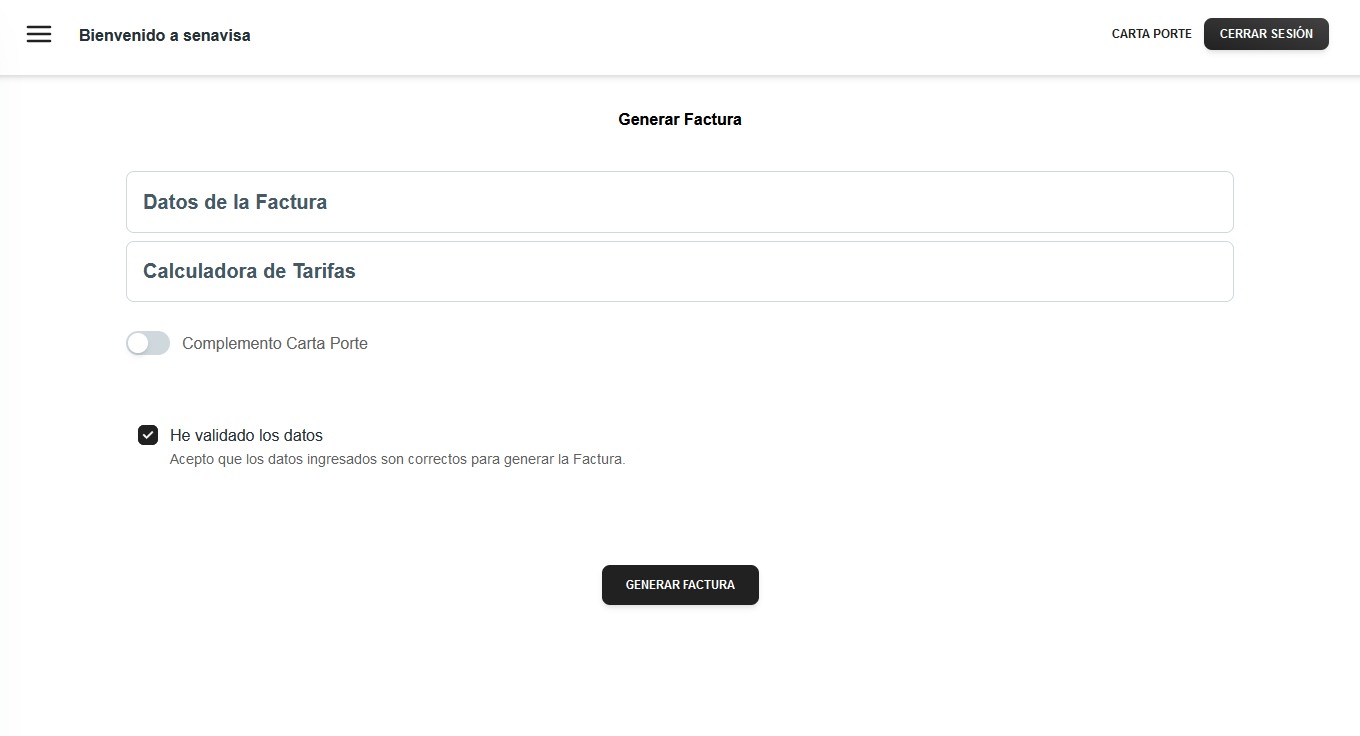 Bienvenido a senavisa
CARTA PORTE
CERRAR SESIÓN
Generar Factura
Datos de la Factura
Calculadora de Tarifas
Complemento Carta Porte
He validado los datos
Acepto que los datos ingresados son correctos para generar la Factura.
GENERAR FACTURA